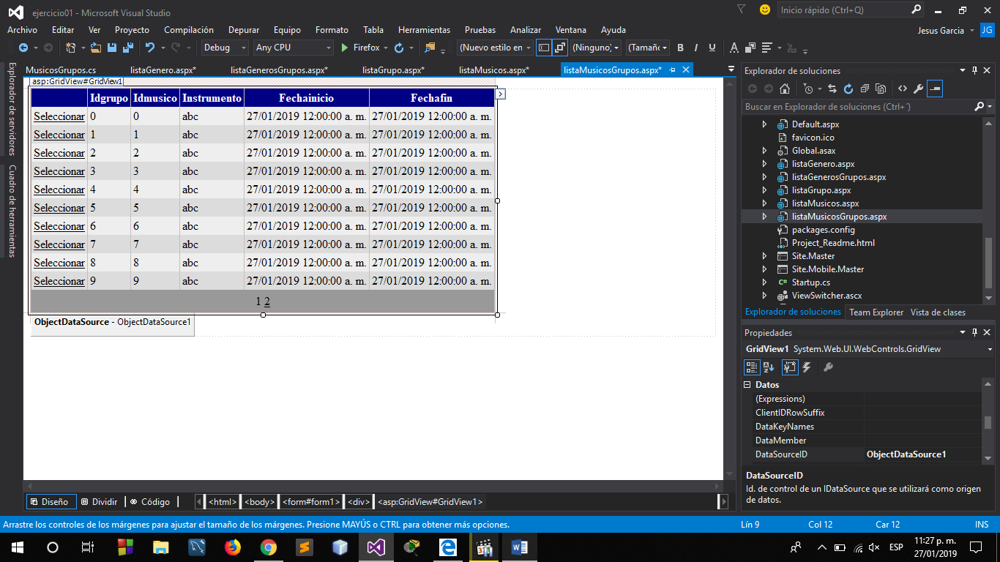 ejercicio01 - Microsoft Visual Studio
Inicio rápido (Ctrl+Q)
Archivo Editar Ver Proyecto Compilación Depurar Equipo Formato Tabla Herramientas Pruebas Analizar Ventana Ayuda
Jesus Garcia JG
Debug Any CPU Firefox (Nuevo estilo en (Ninguno) (Tamaño B I U A
MusicosGrupos.cs listaGenero.aspx* listaGenerosGrupos.aspx* listaGrupo.aspx* listaMusicos.aspx* listaMusicosGrupos.aspx*
Explorador de servidores
Cuadro de herramientas
asp:GridView#GridView1
Idgrupo Idmusico Instrumento Fechainicio Fechafin
Seleccionar 0 0 abc 27/01/2019 12:00:00 a. m. 27/01/2019 12:00:00 a. m.
Seleccionar 1 1 abc 27/01/2019 12:00:00 a. m. 27/01/2019 12:00:00 a. m.
Seleccionar 2 2 abc 27/01/2019 12:00:00 a. m. 27/01/2019 12:00:00 a. m.
Seleccionar 3 3 abc 27/01/2019 12:00:00 a. m. 27/01/2019 12:00:00 a. m.
Seleccionar 4 4 abc 27/01/2019 12:00:00 a. m. 27/01/2019 12:00:00 a. m.
Seleccionar 5 5 abc 27/01/2019 12:00:00 a. m. 27/01/2019 12:00:00 a. m.
Seleccionar 6 6 abc 27/01/2019 12:00:00 a. m. 27/01/2019 12:00:00 a. m.
Seleccionar 7 7 abc 27/01/2019 12:00:00 a. m. 27/01/2019 12:00:00 a. m.
Seleccionar 8 8 abc 27/01/2019 12:00:00 a. m. 27/01/2019 12:00:00 a. m.
Seleccionar 9 9 abc 27/01/2019 12:00:00 a. m. 27/01/2019 12:00:00 a. m.
1 2
ObjectDataSource - ObjectDataSource1
Explorador de soluciones
Buscar en Explorador de soluciones (Ctrl+´)
Default.aspx
favicon.ico
Global.asax
listaGenero.aspx
listaGenerosGrupos.aspx
listaGrupo.aspx
listaMusicos.aspx
listaMusicosGrupos.aspx
packages.config
Project_Readme.html
Site.Master
Site.Mobile.Master
Startup.cs
ViewSwitcher.ascx
Explorador de soluciones Team Explorer Vista de clases
Propiedades
GridView1 System.Web.UI.WebControls.GridView
Datos
(Expressions)
ClientIDRowSuffix
DataKeyNames
DataMember
DataSourceID ObjectDataSource1
DataSourceID
Id. de control de un IDataSource que se utilizará como origen
de datos.
Diseño Dividir Código <html> <body> <form#form1> <div> <asp:GridView#GridView1>
Arrastre los controles de los márgenes para ajustar el tamaño de los márgenes. Presione MAYÚS o CTRL para obtener más opciones. Lín 9 Col 12 Car 12 INS
ESP 11:27 p. m.
27/01/2019